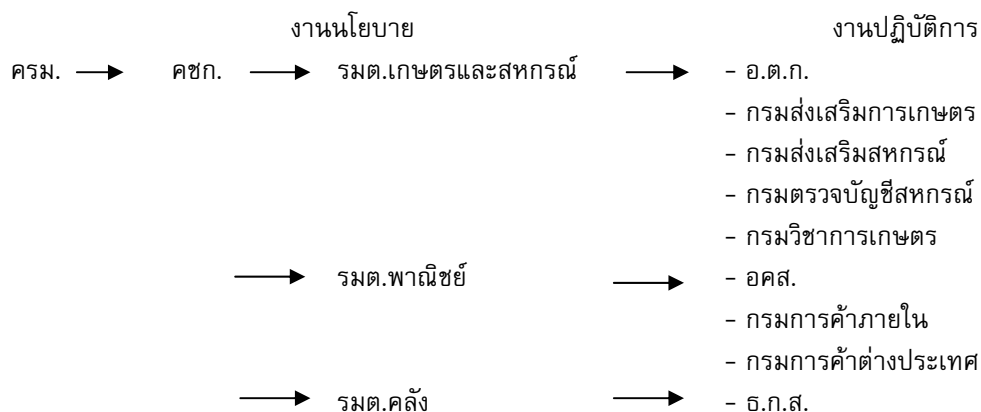 งานนโยบาย งานปฏิบัติการ
ครม. → คชก. → รมต.เกษตรและสหกรณ์ → – อ.ต.ก.
– กรมส่งเสริมการเกษตร
– กรมส่งเสริมสหกรณ์
– กรมตรวจบัญชีสหกรณ์
– กรมวิชาการเกษตร
→ รมต.พาณิชย์ → – อคส.
– กรมการค้าภายใน
– กรมการค้าต่างประเทศ
→ รมต.คลัง → – ธ.ก.ส.